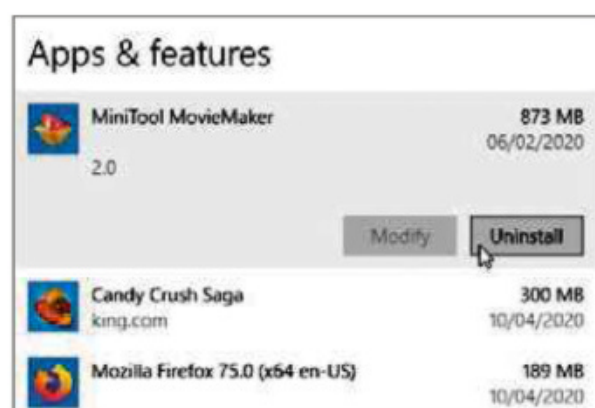 Apps & features
MiniTool MovieMaker 873 MB
06/02/2020
2.0
Modify Uninstall
Candy Crush Saga 300 MB
king.com 10/04/2020
Mozilla Firefox 75.0 (x64 en-US) 189 MB
10/04/2020